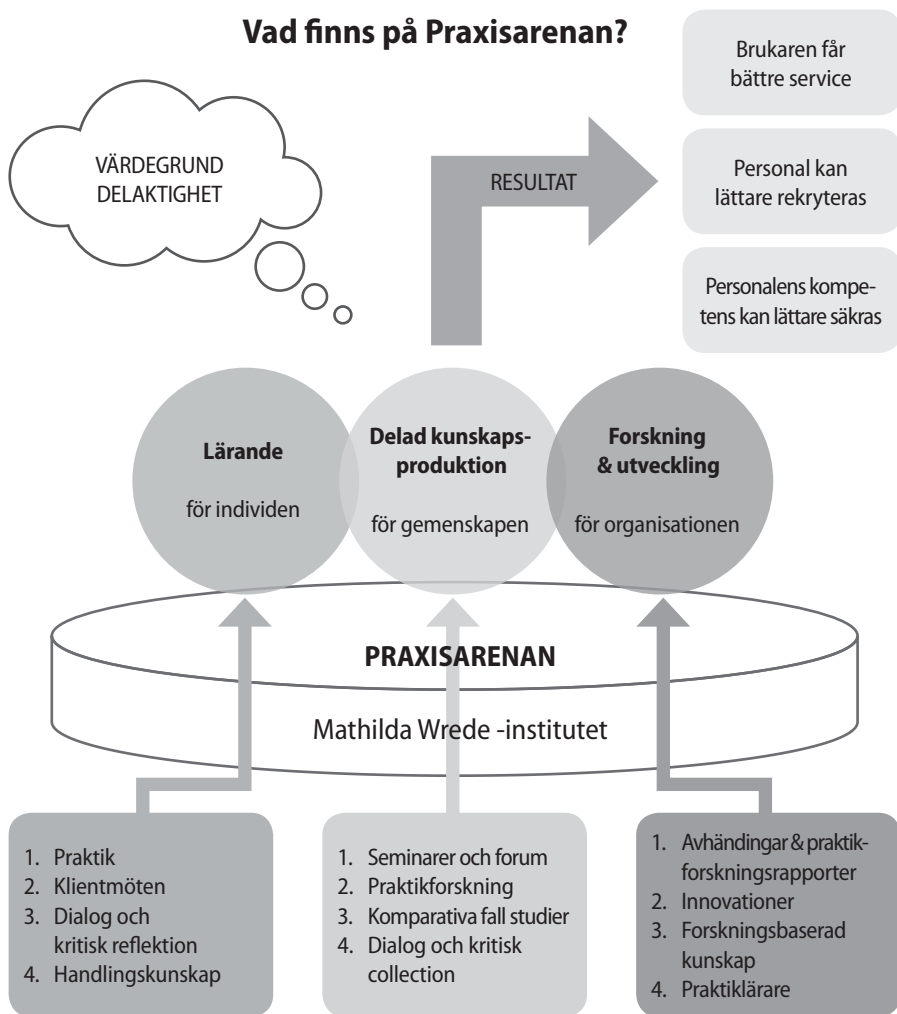 Vad finns på Praxisarenan?
VÄRDEGRUND
DELAKTIGHET
RESULTAT
Brukaren får
bättre service
Personal kan
lättare rekryteras
Personalens kompe-
tens kan lättare säkras
Lärande
för individen
Delad kunskaps-
produktion
för gemenskapen
Forskning
& utveckling
för organisationen
PRAXISARENAN
Mathilda Wrede -institutet
1. Praktik
2. Klientmöten
3. Dialog och
kritisk reflektion
4. Handlingskunskap
1. Seminarer och forum
2. Praktikforskning
3. Komparativa fall studier
4. Dialog och kritisk
collection
1. Avhändingar & praktik-
forskningsrapporter
2. Innovationer
3. Forskningsbaserad
kunskap
4. Praktiklärare